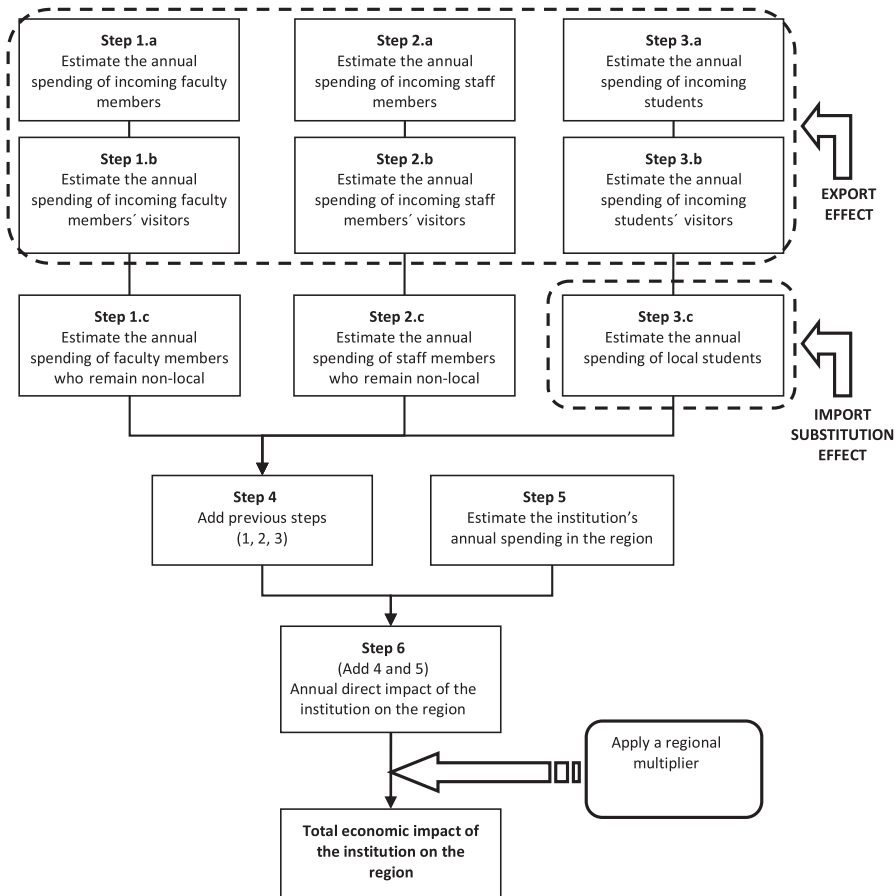 Step 1.a
Estimate the annual
spending of incoming faculty
members
Step 2.a
Estimate the annual
spending of incoming staff
members
Step 3.a
Estimate the annual
spending of incoming
students
Step 1.b
Estimate the annual
spending of incoming faculty
members´ visitors
Step 2.b
Estimate the annual
spending of incoming staff
members´ visitors
Step 3.b
Estimate the annual
spending of incoming
students´ visitors
EXPORT
EFFECT
Step 1.c
Estimate the annual
spending of faculty members
who remain non-local
Step 2.c
Estimate the annual
spending of staff members
who remain non-local
Step 3.c
Estimate the annual
spending of local students
IMPORT
SUBSTITUTION
EFFECT
Step 4
Add previous steps
(1, 2, 3)
Step 5
Estimate the institution’s
annual spending in the region
Step 6
(Add 4 and 5)
Annual direct impact of the
institution on the region
Apply a regional
multiplier
Total economic impact of
the institution on the
region